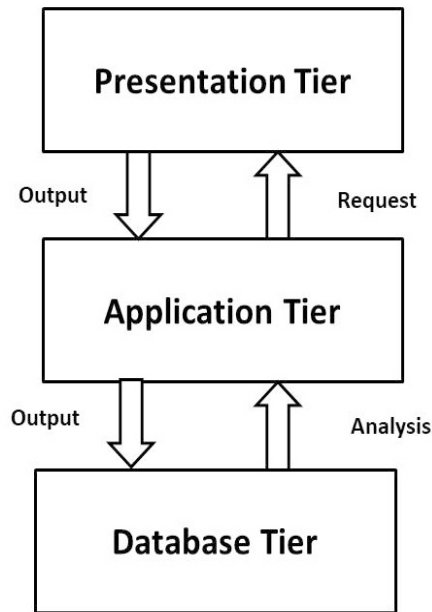 Presentation Tier
Output
Request
Application Tier
Output
Analysis
Database Tier